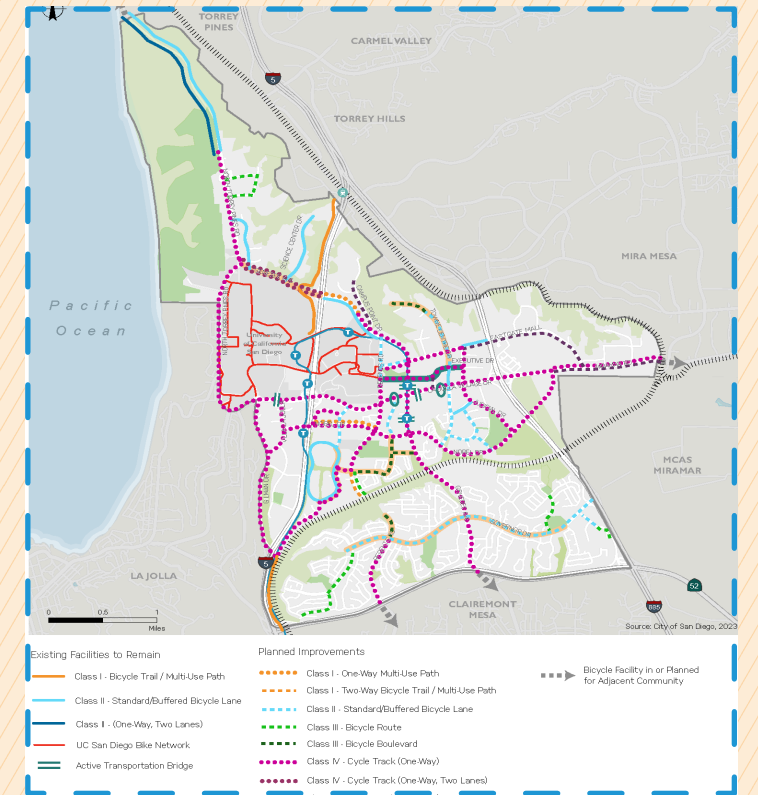 TORREY
PINES
CARMEL VALLEY
5
TORREY HILLS
SCIENCE CENTER DR
MIRA MESA
Pacific
Ocean
University
of California
San Diego
EASTGATE MALL
EXECUTIVE DR
T
T
T
T
T
T
MCAS
MIRAMAR
5
LA JOLLA
52
805
CLAIREMONT
MESA
0 0.5 1
Miles
Source: City of San Diego, 2023
Existing Facilities to Remain
Class I - Bicycle Trail / Multi-Use Path
Class II - Standard/Buffered Bicycle Lane
Class II - (One-Way, Two Lanes)
UC San Diego Bike Network
Active Transportation Bridge
Planned Improvements
Class I - One-Way Multi-Use Path
Class I - Two-Way Bicycle Trail / Multi-Use Path
Class II - Standard/Buffered Bicycle Lane
Class III - Bicycle Route
Class III - Bicycle Boulevard
Class IV - Cycle Track (One-Way)
Class IV - Cycle Track (One-Way, Two Lanes)
Bicycle Facility in or Planned
for Adjacent Community